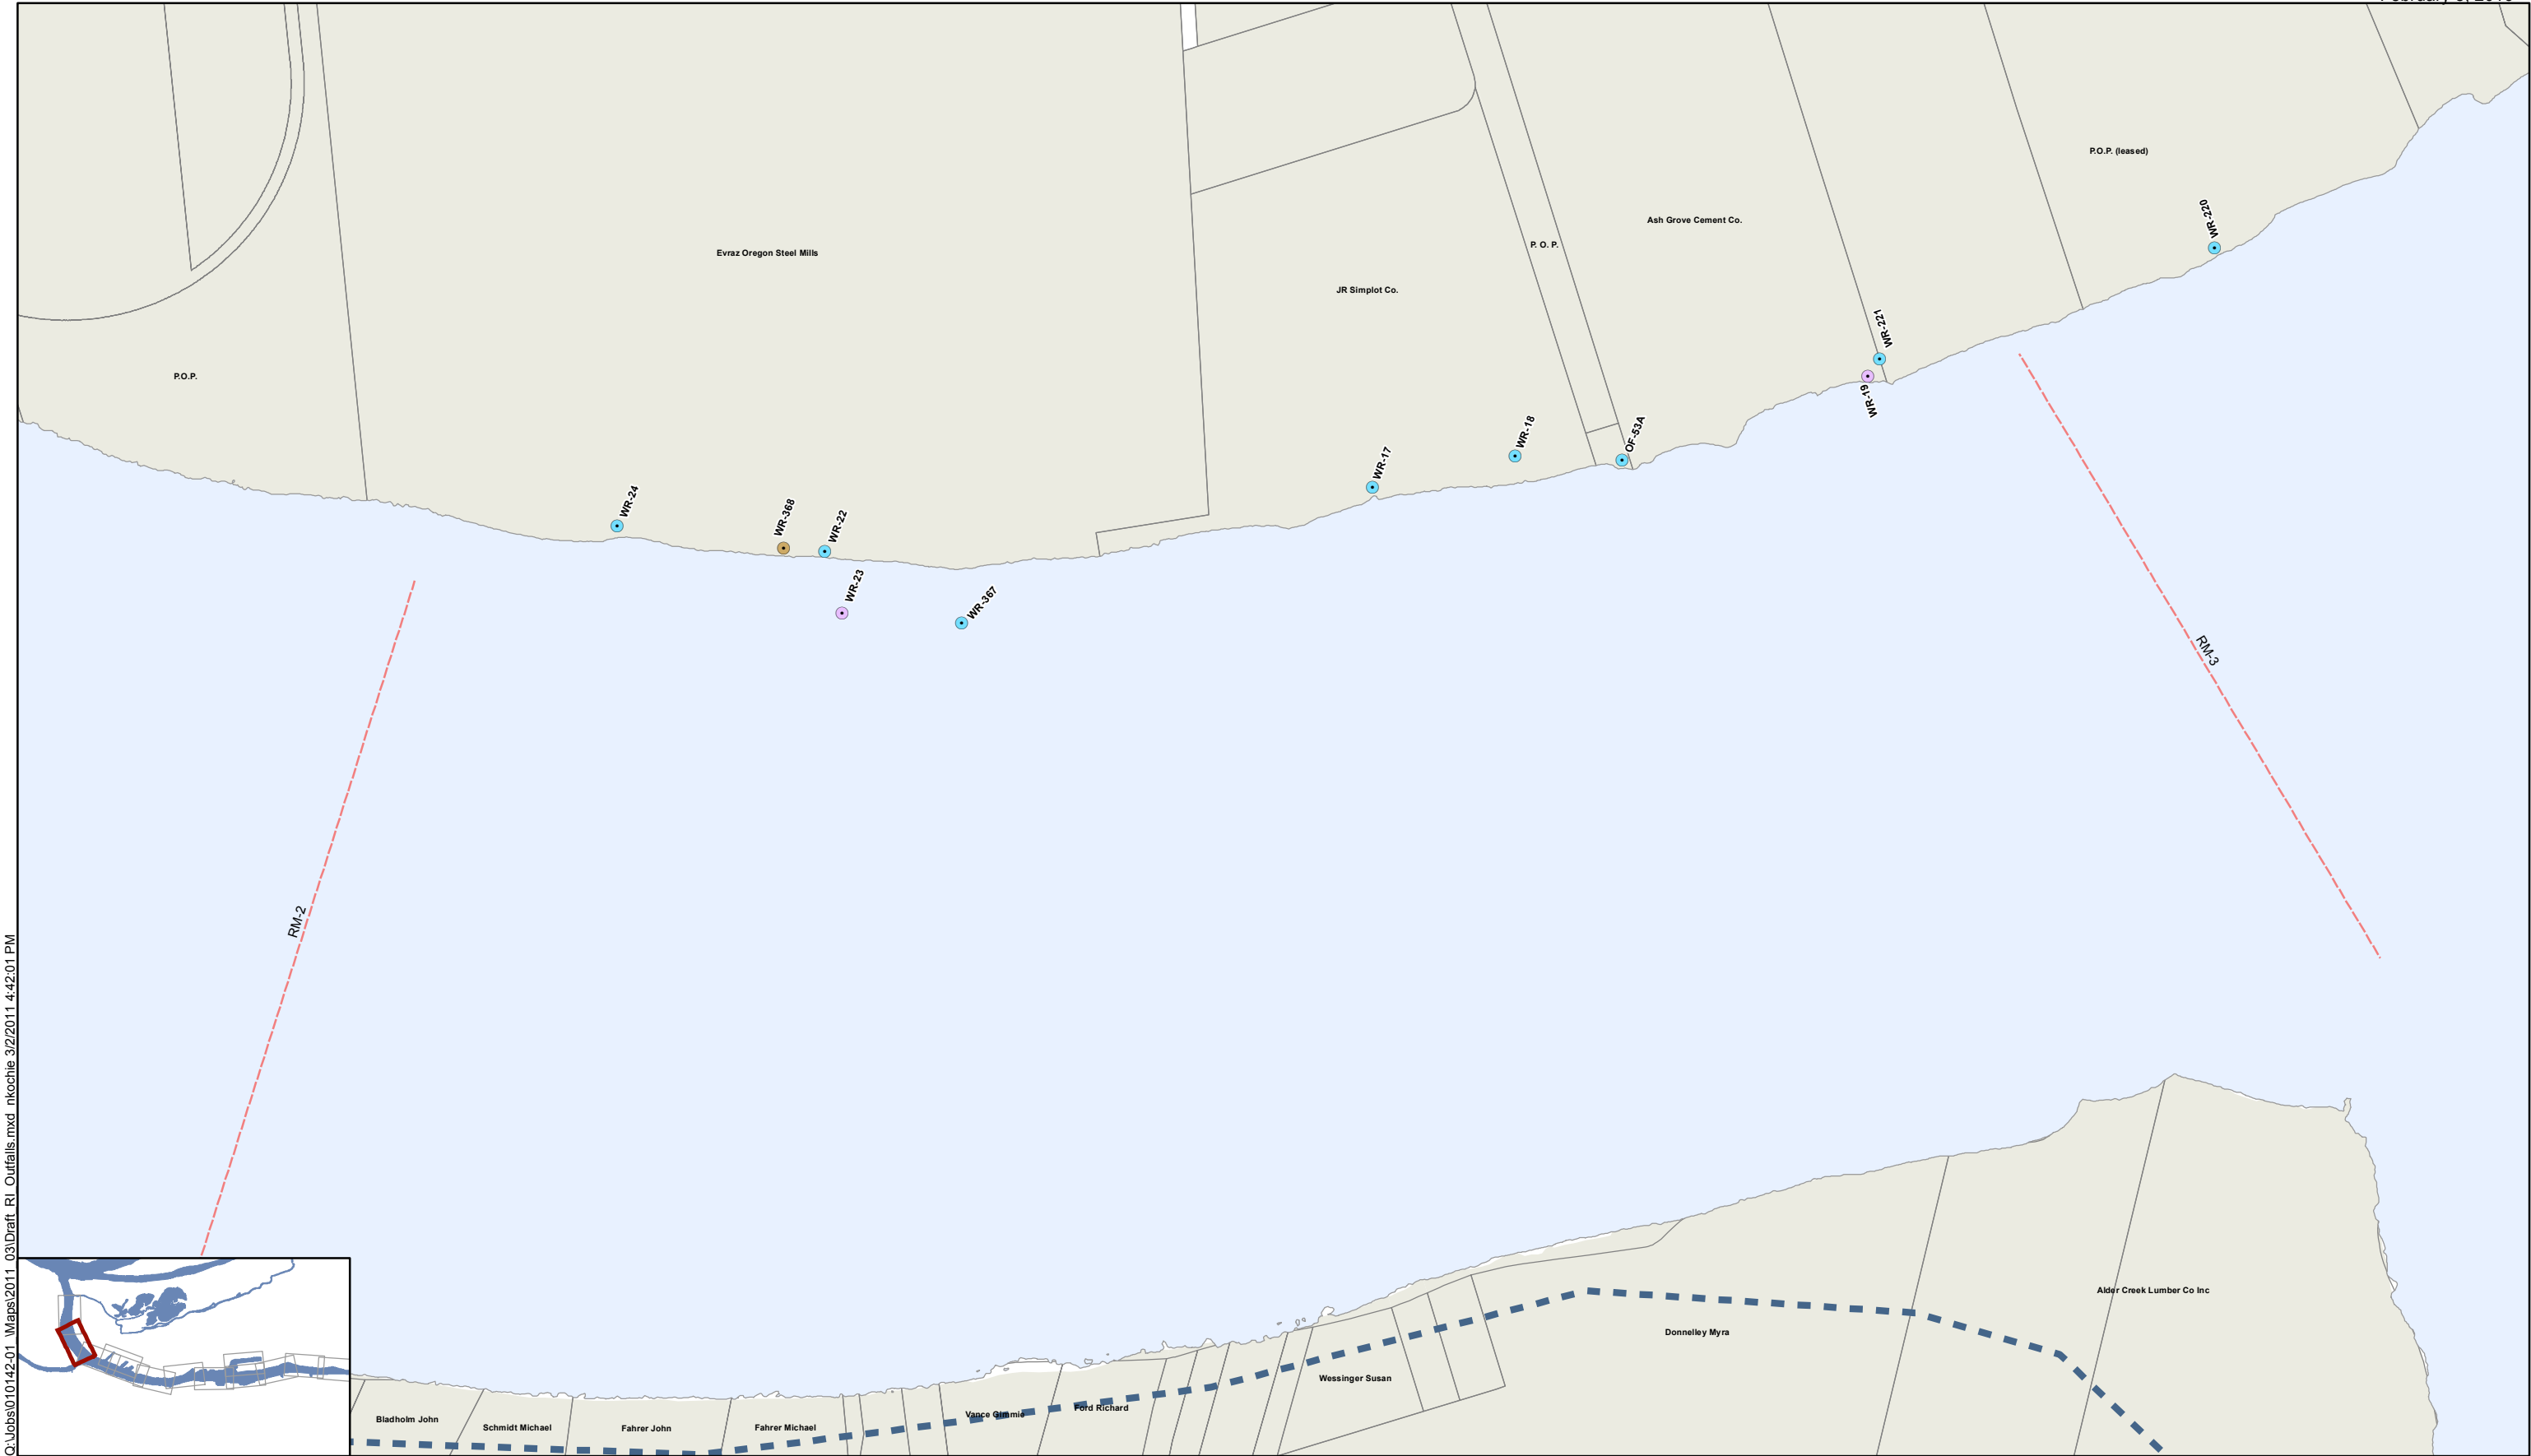 P.O.P. (leased)
WR-220
Ash Grove Cement Co.
P. O. P.
Evraz Oregon Steel Mills
JR Simplot Co.
WR-221
P.O.P.
WR-19
WR-18
OF-53A
WR-17
WR-24
WR-368
WR-22
WR-23
WR-367
RM-3
RM-2
Q:\Jobs\010142-01_\Maps\2011_03\Draft_RI_Outfalls.mxd nkochie 3/2/2011 4:42:01 PM
Alder Creek Lumber Co Inc
Donnelley Myra
Wessinger Susan
Ford Richard
Vance Gimmie
Bladholm John
Schmidt Michael
Fahrer John
Fahrer Michael